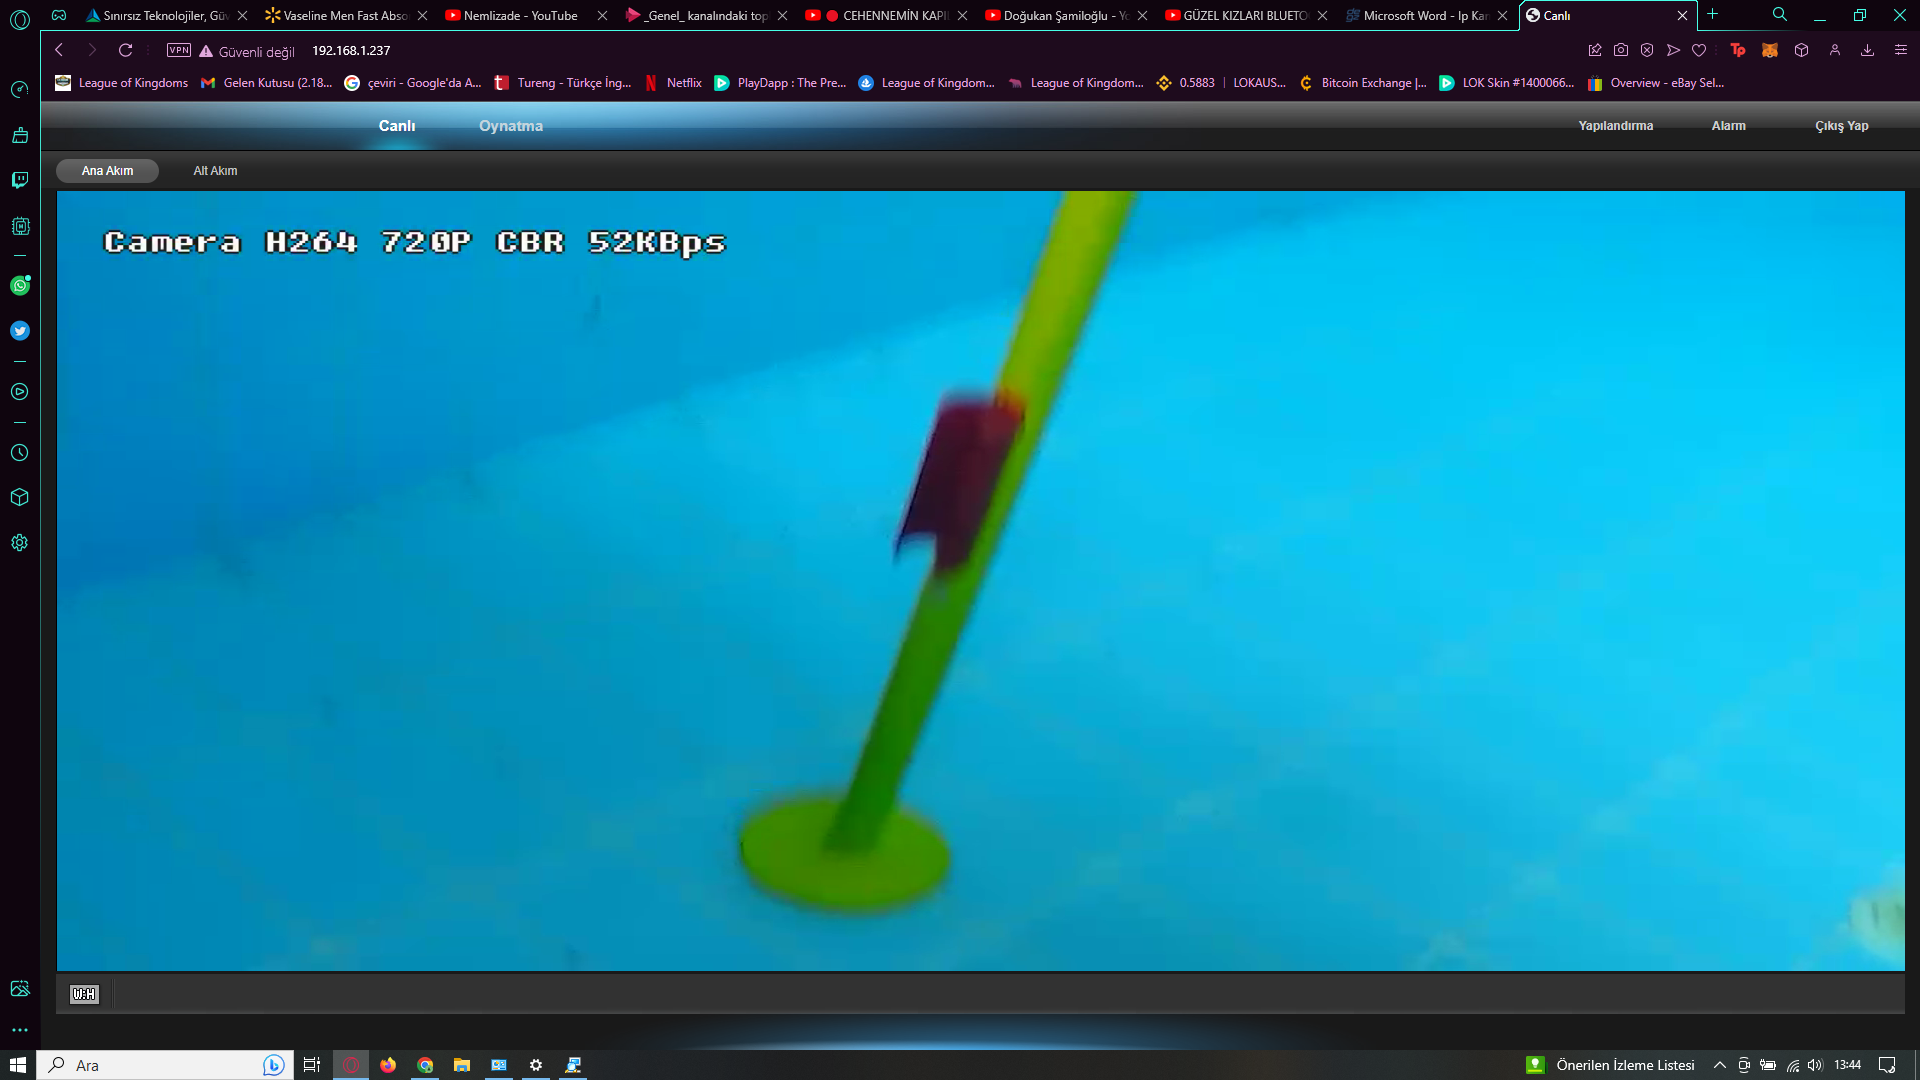 Sınırsız Teknolojiler, Güv
Vaseline Men Fast Abso
Nemlizade - YouTube
_Genel_ kanalındaki top
CEHENNEMİN KAPI
Doğukan Şamiloğlu - Yo
GÜZEL KIZLARI BLUETO
Microsoft Word - Ip Kam
Canlı
VPN
Güvenli değil
192.168.1.237
Tp
League of Kingdoms
Gelen Kutusu (2.18...
çeviri - Google'da A...
Tureng - Türkçe İng...
Netflix
PlayDapp : The Pre...
League of Kingdom...
League of Kingdom...
0.5883 | LOKAUS...
Bitcoin Exchange |...
LOK Skin #1400066...
Overview - eBay Sel...
Canlı
Oynatma
Yapılandırma
Alarm
Çıkış Yap
Ana Akım
Alt Akım
Camera H264 720P CBR 52KBps
W:H
Ara
Önerilen İzleme Listesi
13:44